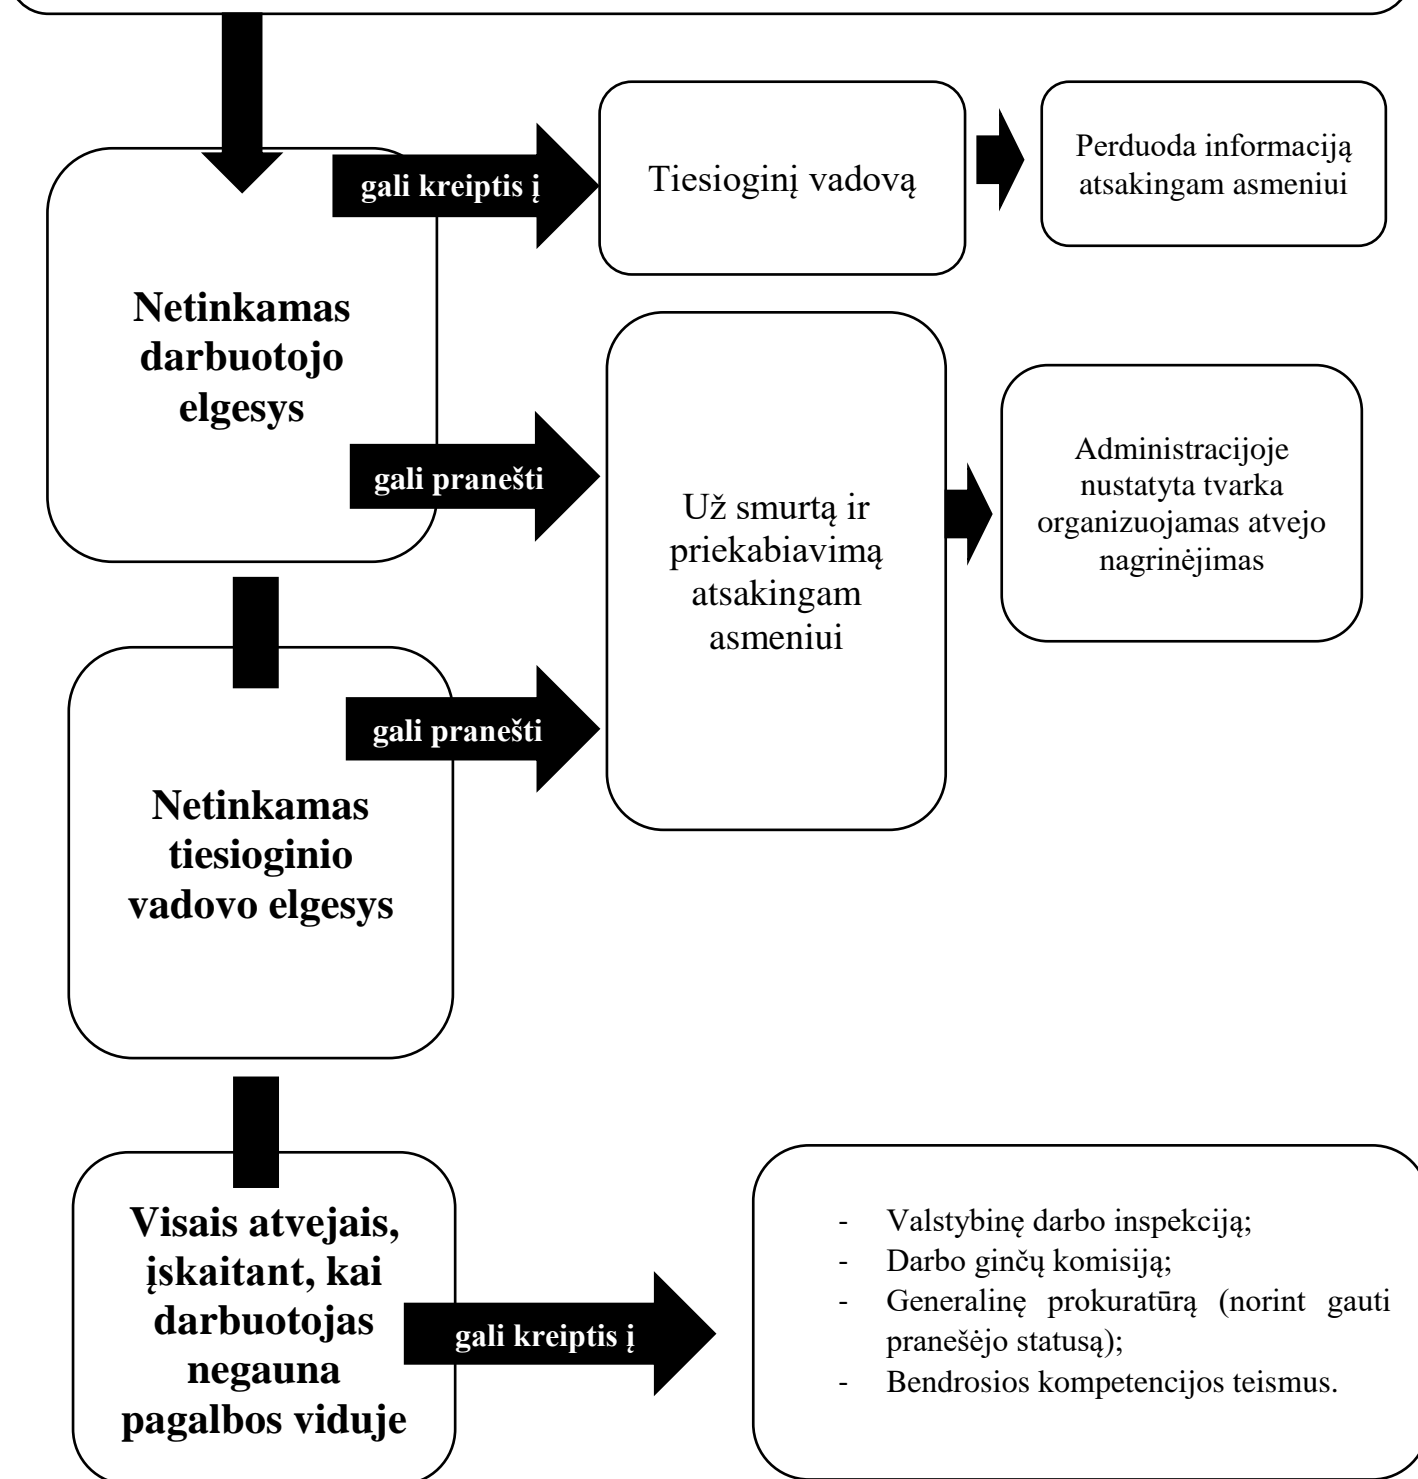 gali kreiptis į
Tiesioginį vadovą
Perduoda informaciją
atsakingam asmeniui
Netinkamas
darbuotojo
elgesys
gali pranešti
Už smurtą ir
priekabiavimą
atsakingam
asmeniui
Administracijoje
nustatyta tvarka
organizuojamas atvejo
nagrinėjimas
gali pranešti
Netinkamas
tiesioginio
vadovo elgesys
Visais atvejais,
įskaitant, kai
darbuotojas
negauna
pagalbos viduje
gali kreiptis į
- Valstybinę darbo inspekciją;
- Darbo ginčų komisiją;
- Generalinę prokuratūrą (norint gauti
pranešėjo statusą);
- Bendrosios kompetencijos teismus.